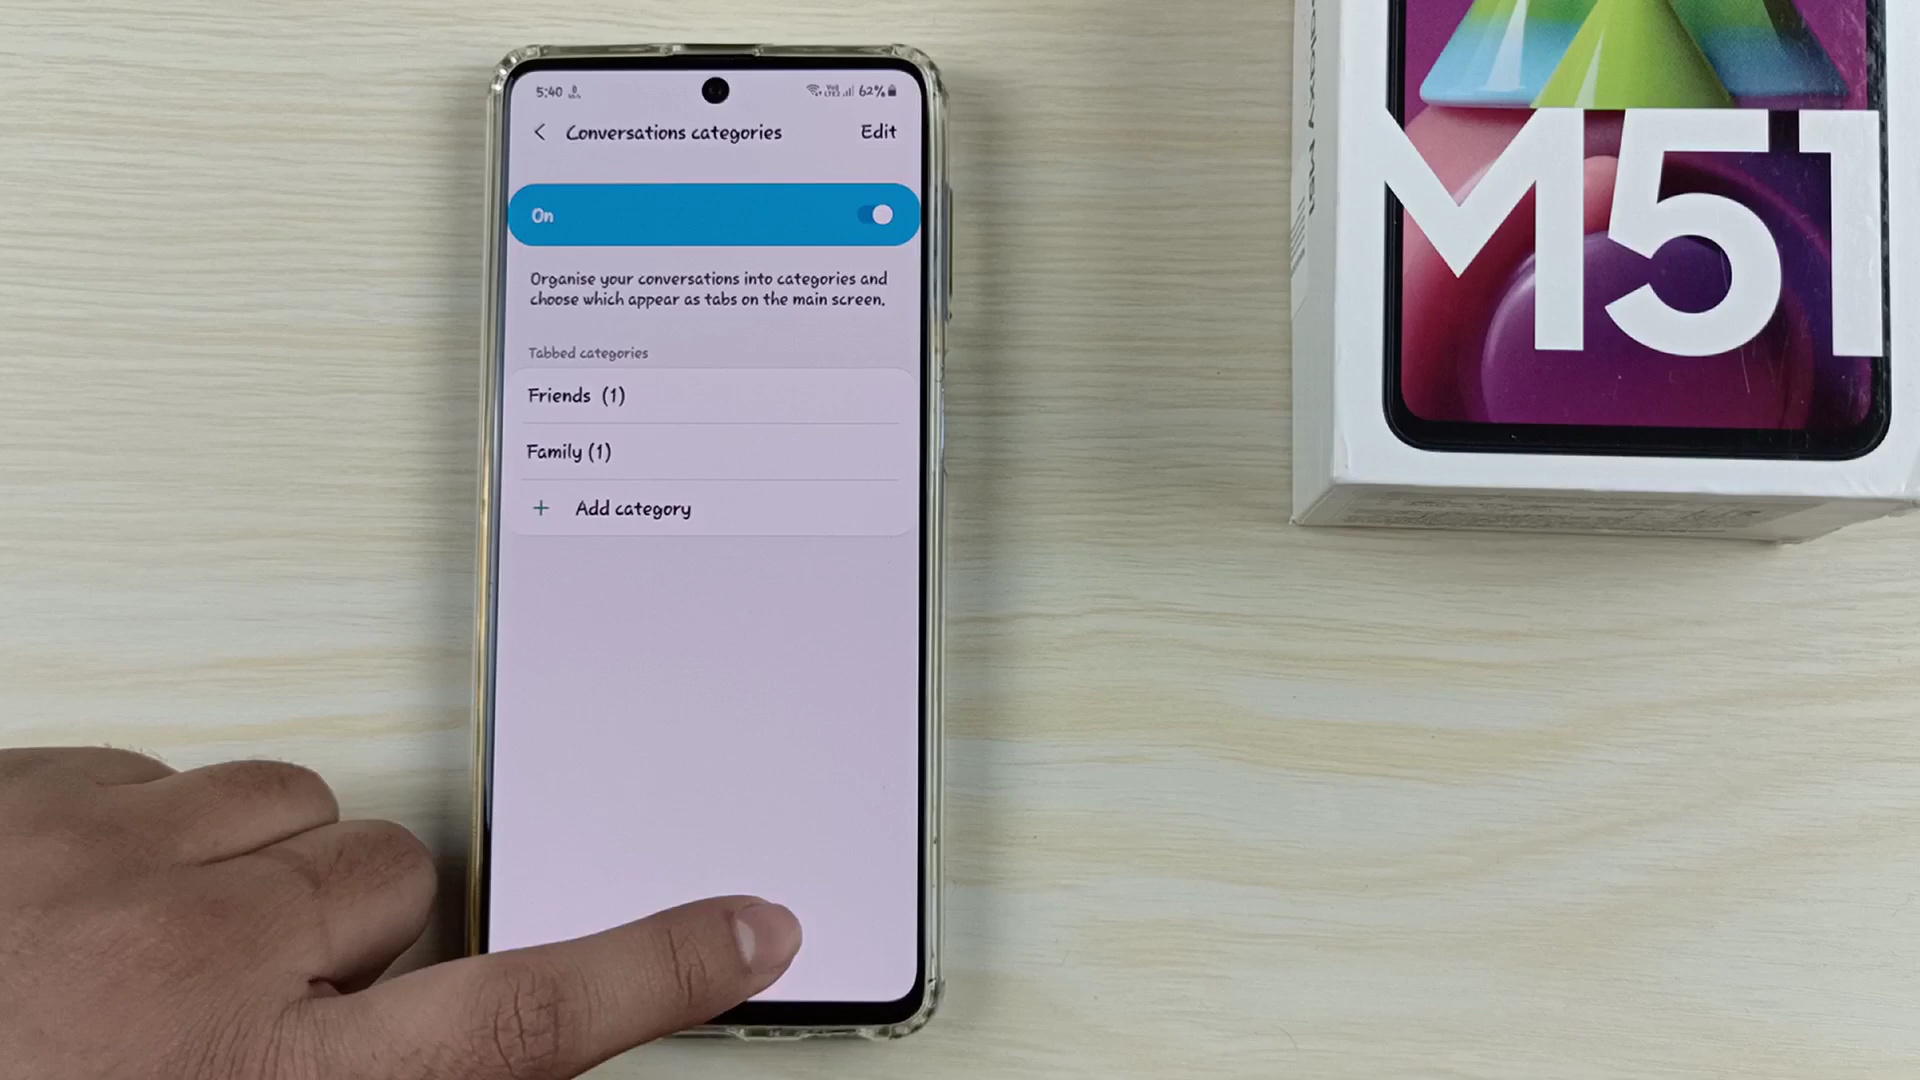 5:40
62%
Conversations categories
Edit
On
Organise your conversations into categories and
choose which appear as tabs on the main screen.
Tabbed categories
Friends (1)
Family (1)
+ Add category
M51